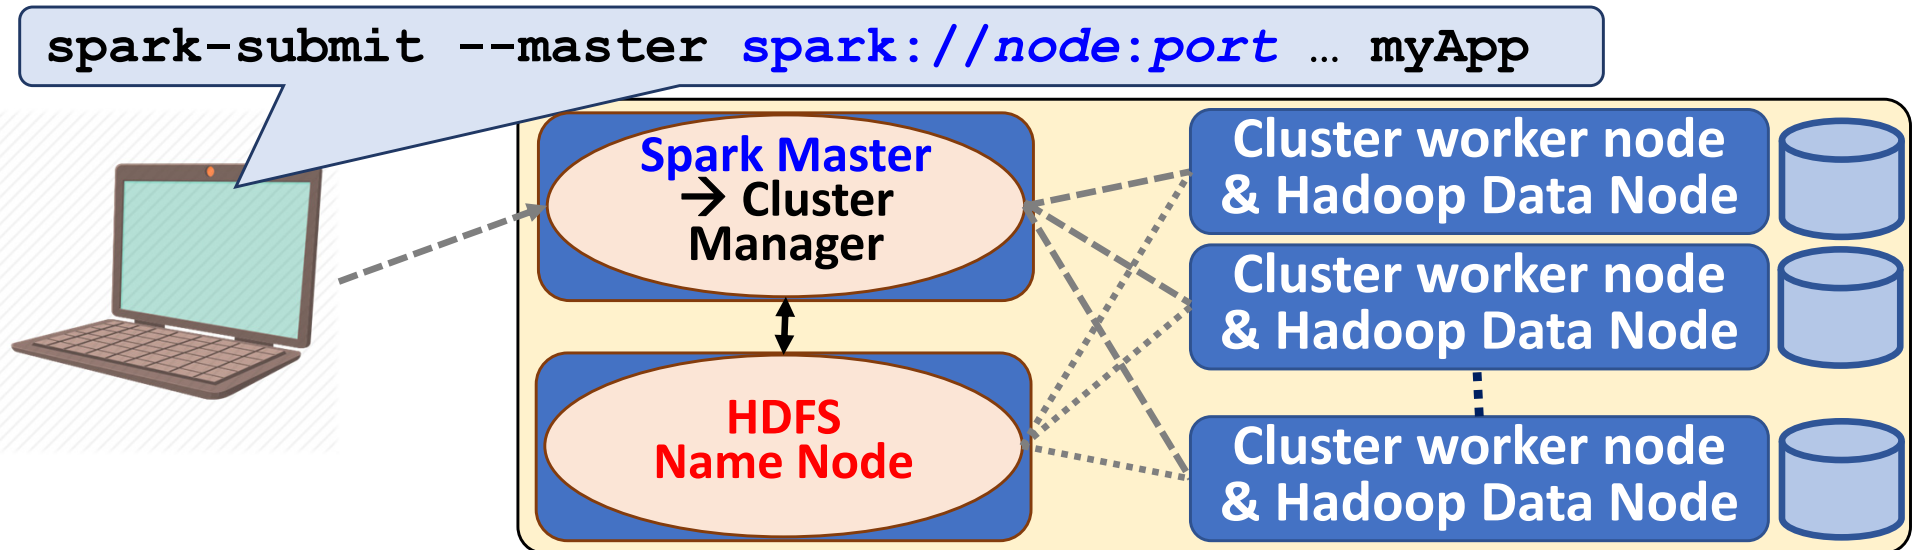 spark-submit --master spark://node:port … myApp
Spark Master
→ Cluster
Manager
HDFS
Name Node
Cluster worker node
& Hadoop Data Node
Cluster worker node
& Hadoop Data Node
Cluster worker node
& Hadoop Data Node